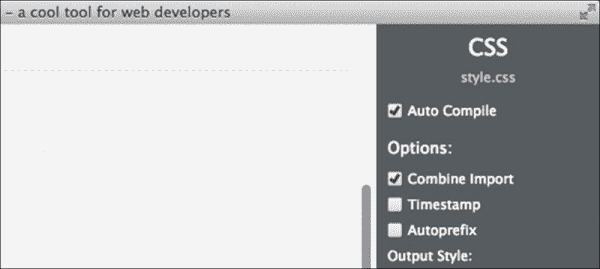 - a cool tool for web developers
CSS
style.css
Auto Compile
Options:
Combine Import
Timestamp
Autoprefix
Output Style: